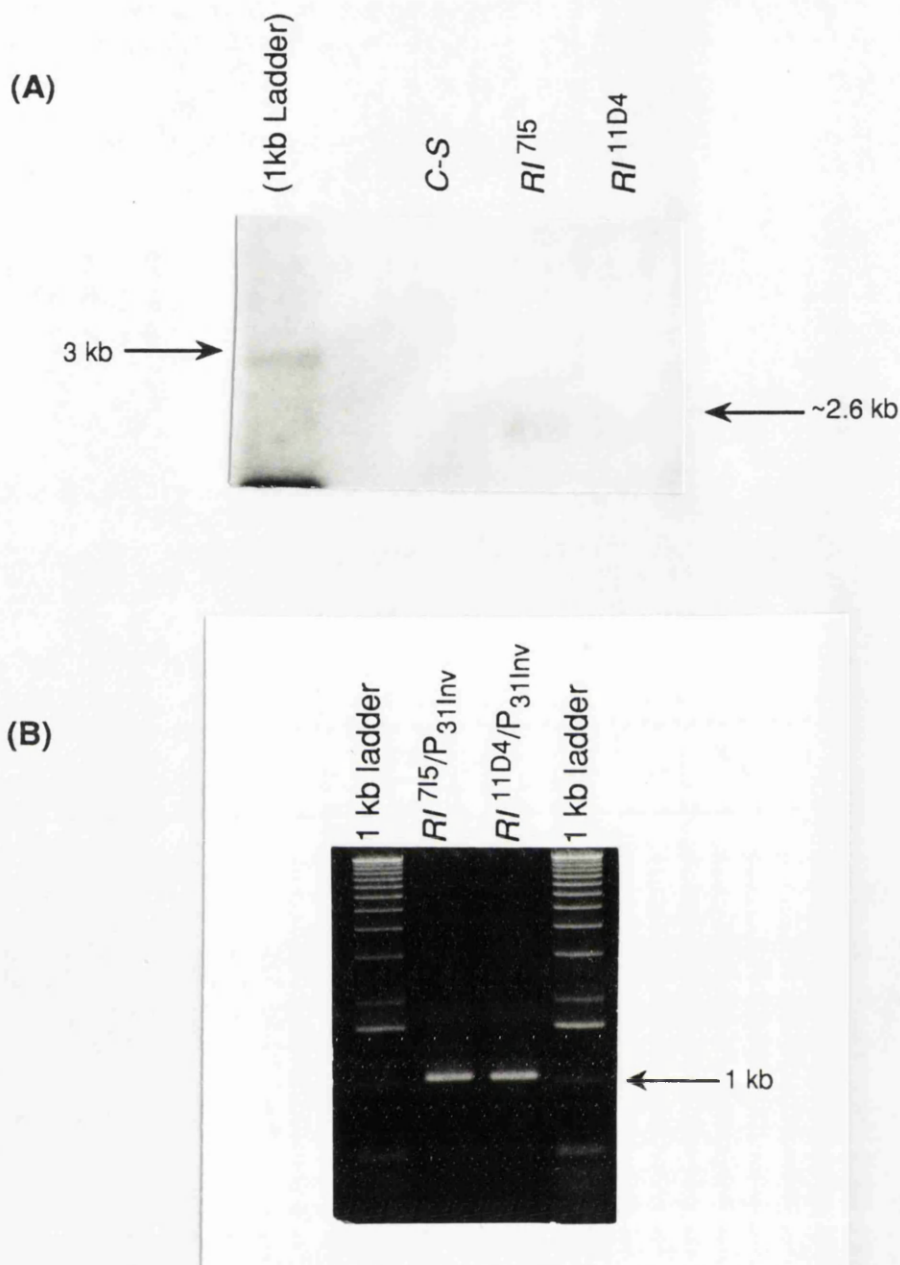 (A)
(1kb Ladder)
C-S
RI 7I5
RI 11D4
3 kb
~2.6 kb
(B)
1 kb ladder
RI 7I5/P31Inv
RI 11D4/P31Inv
1 kb ladder
1 kb